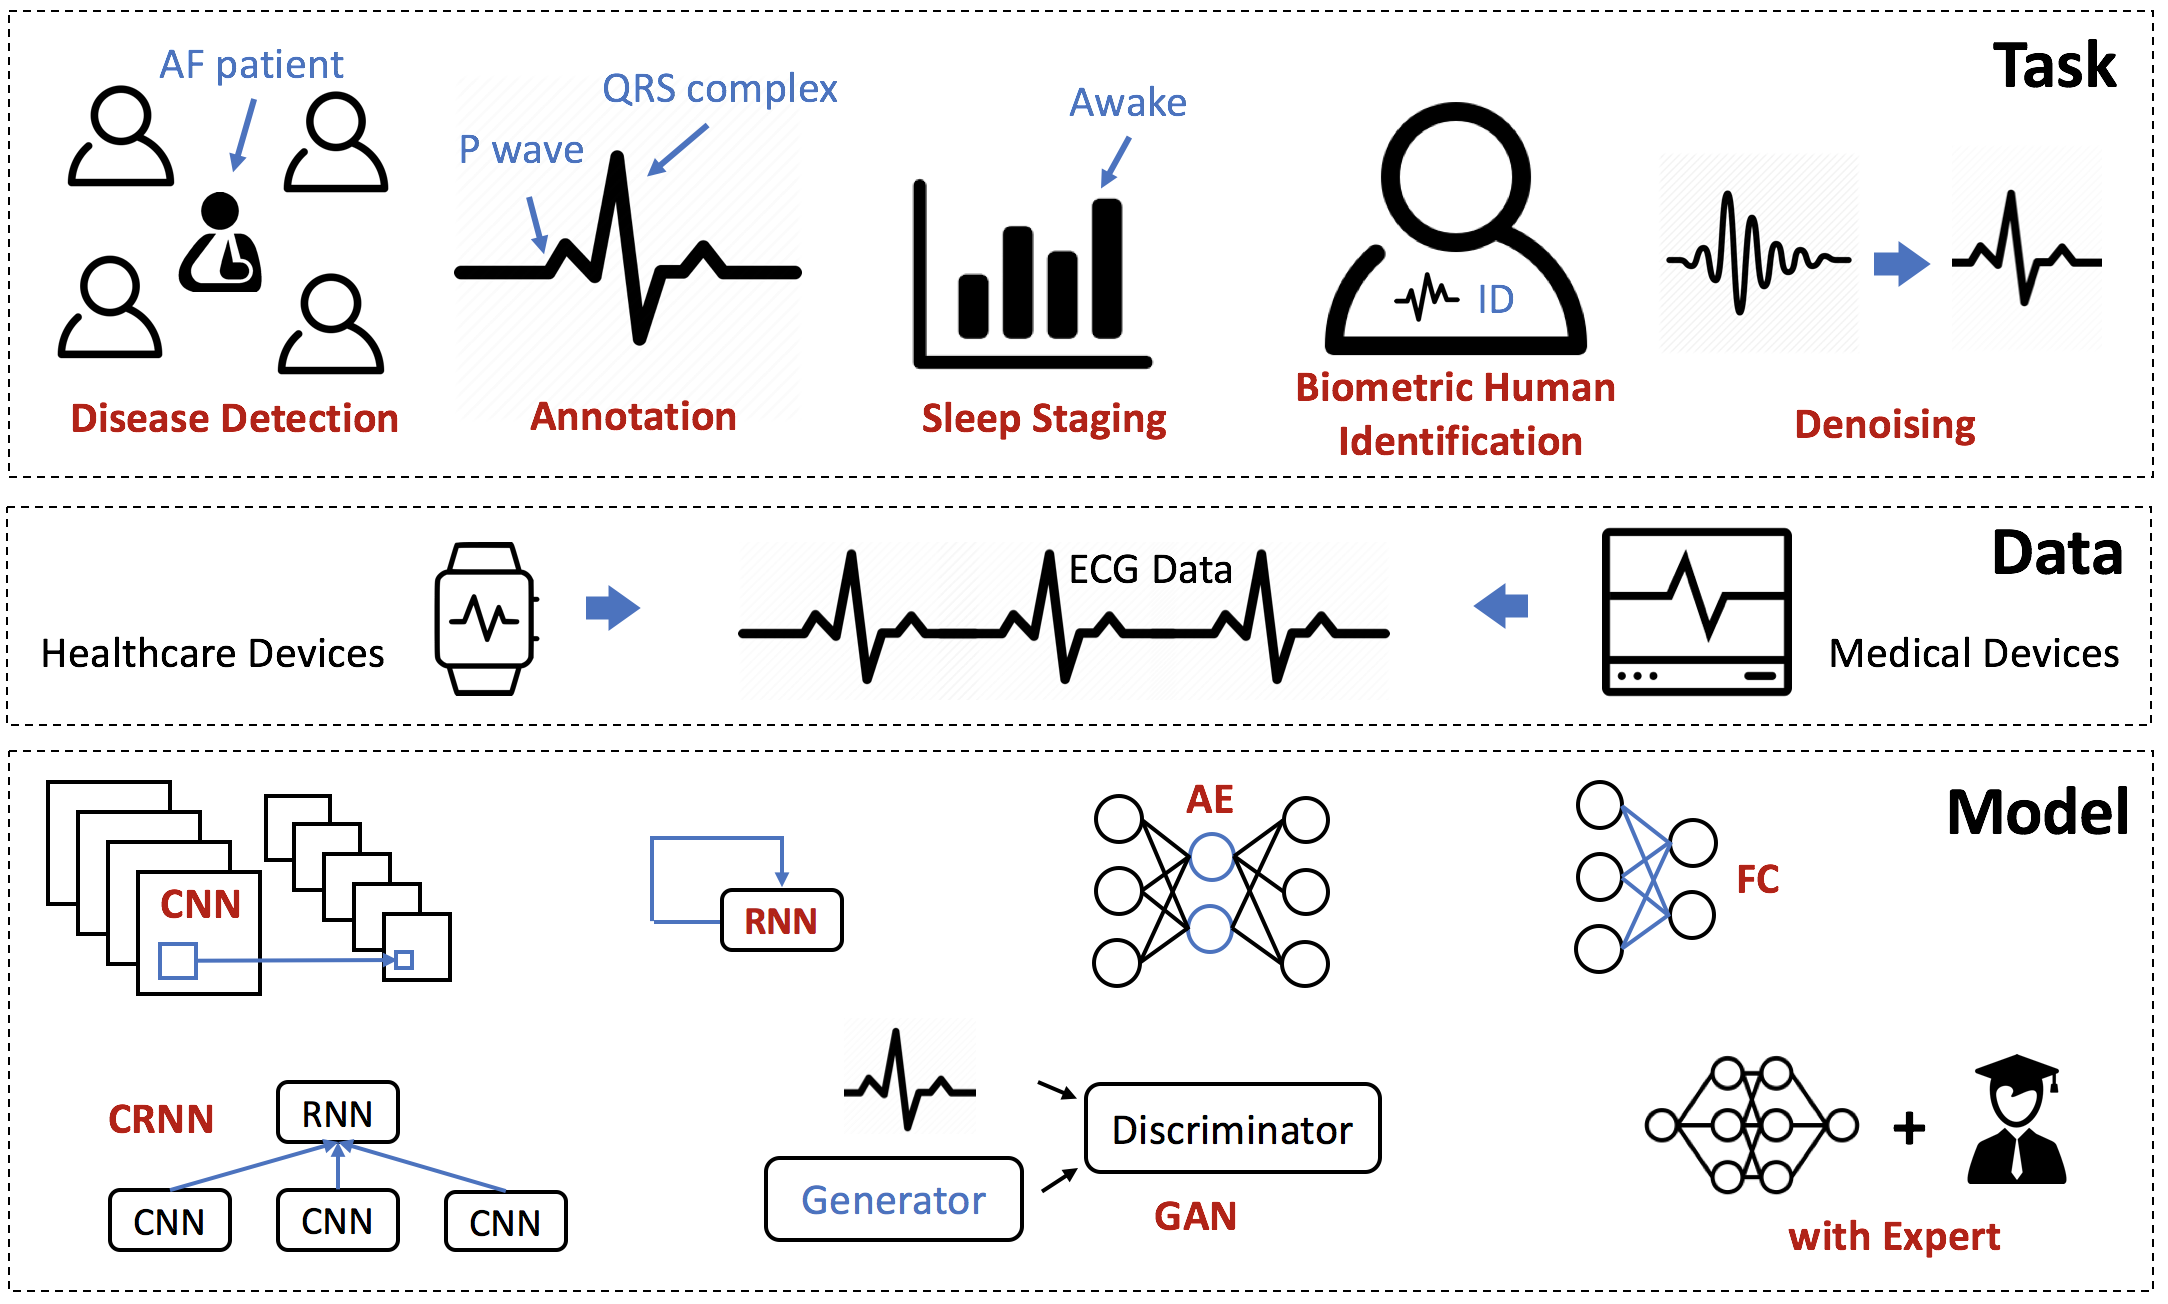 Task
AF patient
QRS complex
P wave
Awake
ID
Disease Detection
Annotation
Sleep Staging
Biometric Human
Identification
Denoising
Data
ECG Data
Healthcare Devices
Medical Devices
Model
CNN
RNN
AE
FC
CRNN
RNN
CNN
CNN
CNN
Discriminator
Generator
GAN
+
with Expert